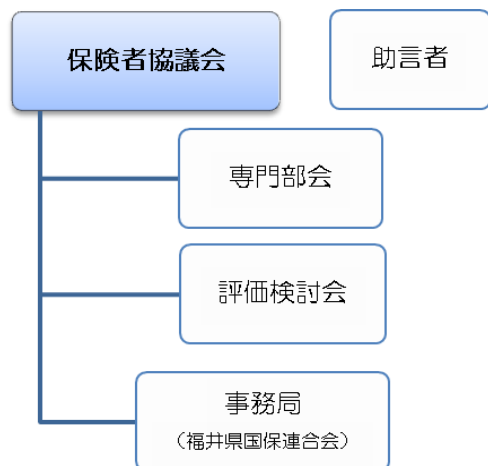 保険者協議会
助言者
専門部会
評価検討会
事務局
（福井県国保連合会）